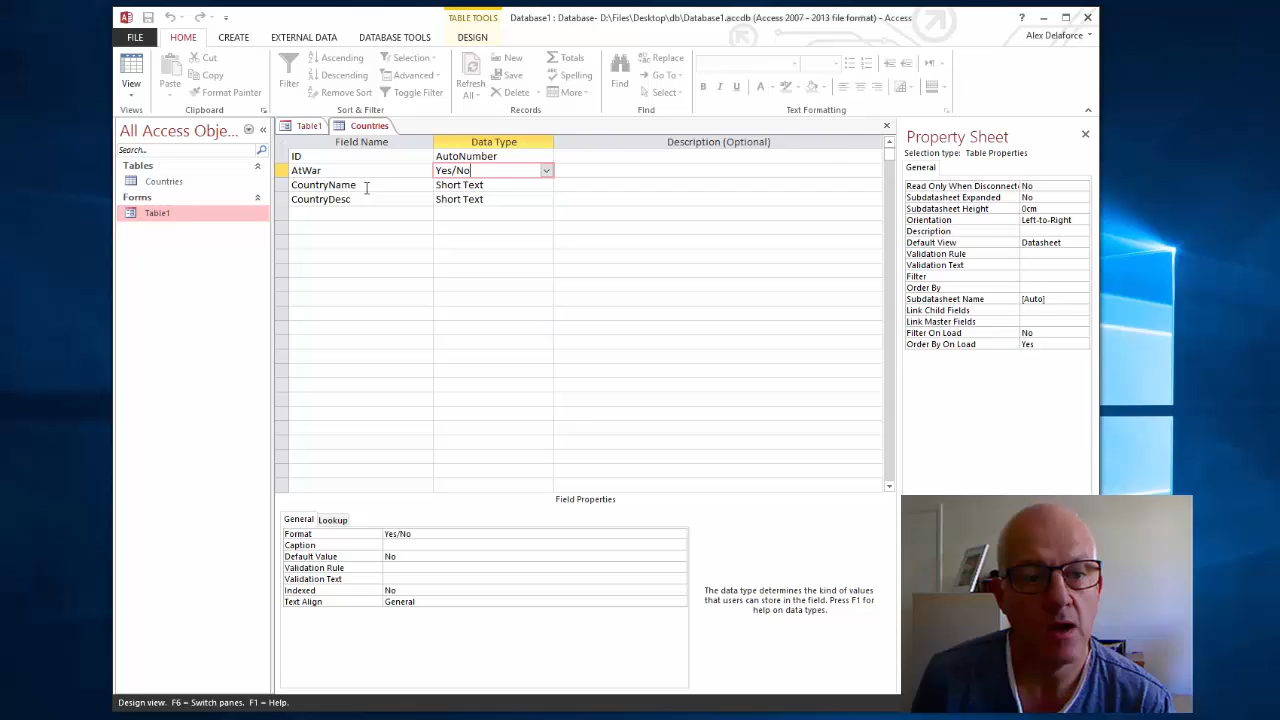 TABLE TOOLS
Database1 : Database- D:\Files\Desktop\db\Database1.accdb (Access 2007 - 2013 file format) - Access
FILE HOME CREATE EXTERNAL DATA DATABASE TOOLS DESIGN Alex Delaforce
View
Views
Paste
Cut
Copy
Format Painter
Clipboard
Filter
Ascending
Descending
Remove Sort
Selection
Advanced
Toggle Filter
Sort & Filter
Refresh All
New
Save
Delete
Totals
Spelling
More
Records
Find
Replace
Go To
Select
Find
Text Formatting
All Access Obje...
Search...
Tables
Countries
Forms
Table1
Table1 Countries
Field Name Data Type Description (Optional)
ID AutoNumber
AtWar Yes/No
CountryName Short Text
CountryDesc Short Text
Field Properties
General Lookup
Format Yes/No
Caption
Default Value No
Validation Rule
Validation Text
Indexed No
Text Align General
The data type determines the kind of values
that users can store in the field. Press F1 for
help on data types.
Property Sheet
Selection type: Table Properties
General
Read Only When Disconnect No
Subdatasheet Expanded No
Subdatasheet Height 0cm
Orientation Left-to-Right
Description
Default View Datasheet
Validation Rule
Validation Text
Filter
Order By
Subdatasheet Name [Auto]
Link Child Fields
Link Master Fields
Filter On Load No
Order By On Load Yes
Design view. F6 = Switch panes. F1 = Help.